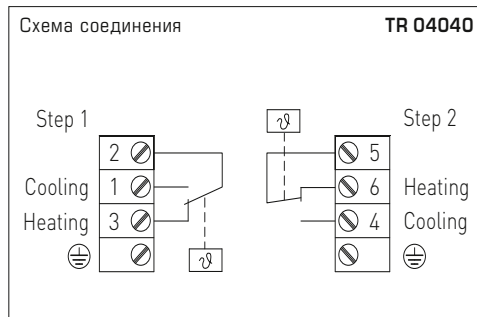 Схема соединения TR 04040
Step 1 Step 2
2 5
Cooling 1 6 Heating
Heating 3 4 Cooling
ϑ
ϑ